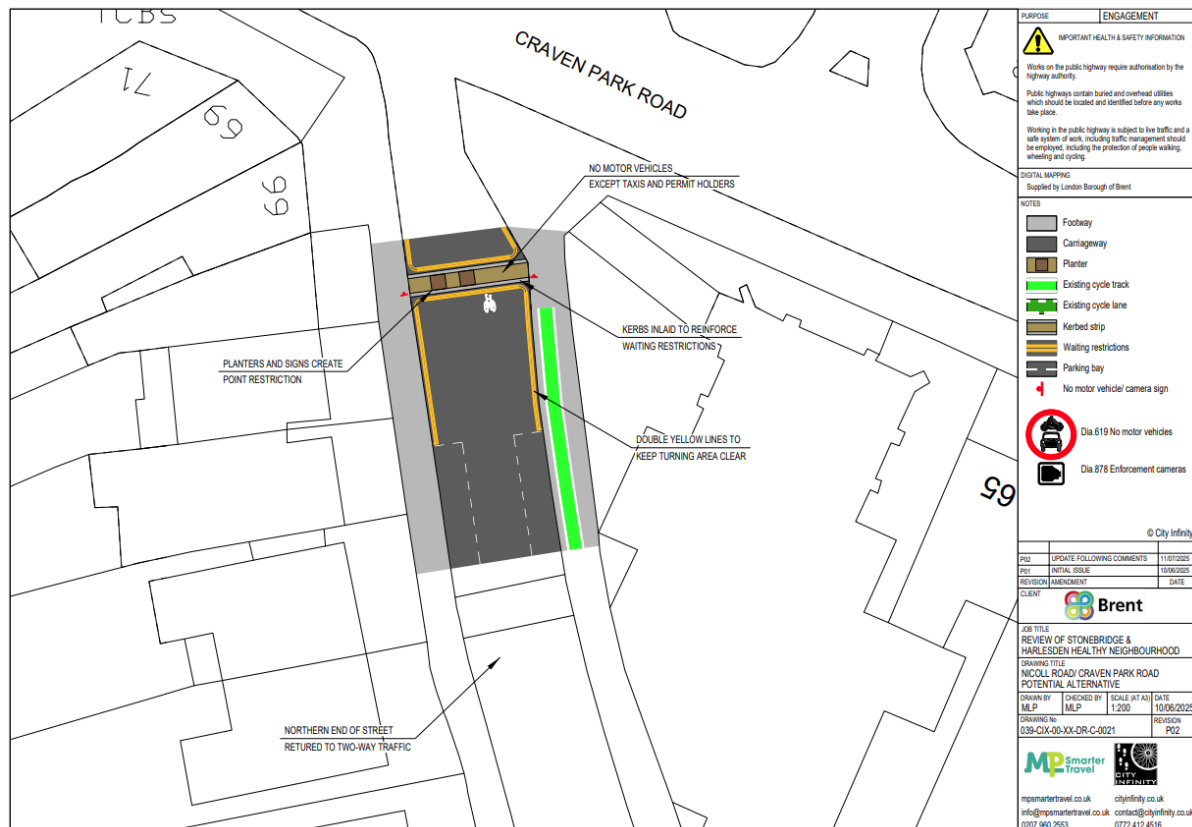 TCBS
71
69
66
CRAVEN PARK ROAD
NO MOTOR VEHICLES
EXCEPT TAXIS AND PERMIT HOLDERS
KERBS INLAID TO REINFORCE
WAITING RESTRICTIONS
PLANTERS AND SIGNS CREATE
POINT RESTRICTION
DOUBLE YELLOW LINES TO
KEEP TURNING AREA CLEAR
65
NORTHERN END OF STREET
RETURED TO TWO-WAY TRAFFIC
PURPOSE ENGAGEMENT
IMPORTANT HEALTH & SAFETY INFORMATION
Works on the public highway require authorisation by the
highway authority.
Public highways contain buried and overhead utilities
which should be located and identified before any works
take place.
Working in the public highway is subject to live traffic and a
safe system of work, including traffic management should
be employed, including the protection of people walking,
wheeling and cycling.
DIGITAL MAPPING
Supplied by London Borough of Brent
NOTES
Footway
Carriageway
Planter
Existing cycle track
Existing cycle lane
Kerbed strip
Waiting restrictions
Parking bay
No motor vehicle/ camera sign
Dia.619 No motor vehicles
Dia.878 Enforcement cameras
© City Infinity
P02 UPDATE FOLLOWING COMMENTS 11/07/2025
P01 INITIAL ISSUE 10/06/2025
REVISION AMENDMENT DATE
CLIENT
Brent
JOB TITLE
REVIEW OF STONEBRIDGE &
HARLESDEN HEALTHY NEIGHBOURHOOD
DRAWING TITLE
NICOLL ROAD/ CRAVEN PARK ROAD
POTENTIAL ALTERNATIVE
DRAWN BY CHECKED BY SCALE (AT A3) DATE
MLP MLP 1:200 10/06/2025
DRAWING No REVISION
039-CIX-00-XX-DR-C-0021 P02
MP Smarter
Travel
CITY
INFINITY
mpsmartertravel.co.uk cityinfinity.co.uk
info@mpsmartertravel.co.uk contact@cityinfinity.co.uk
0207 960 2553 0772 412 4516